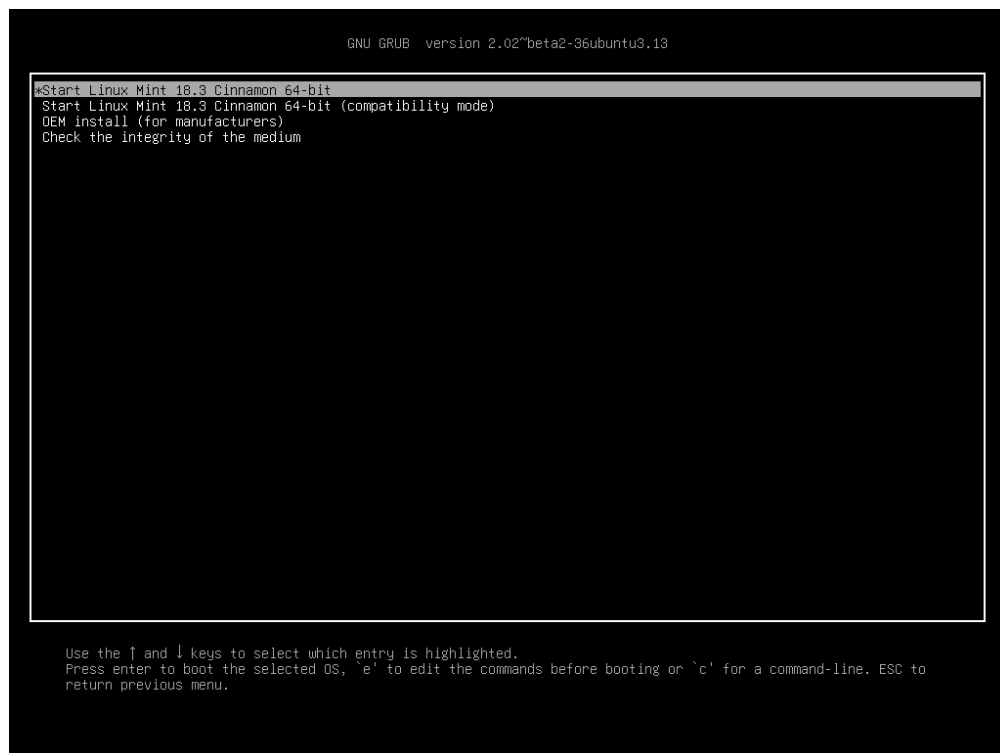 GNU GRUB  version 2.02~beta2-36ubuntu3.13
*Start Linux Mint 18.3 Cinnamon 64-bit
Start Linux Mint 18.3 Cinnamon 64-bit (compatibility mode)
OEM install (for manufacturers)
Check the integrity of the medium
Use the ↑ and ↓ keys to select which entry is highlighted.
Press enter to boot the selected OS, `e' to edit the commands before booting or `c' for a command-line. ESC to
return previous menu.